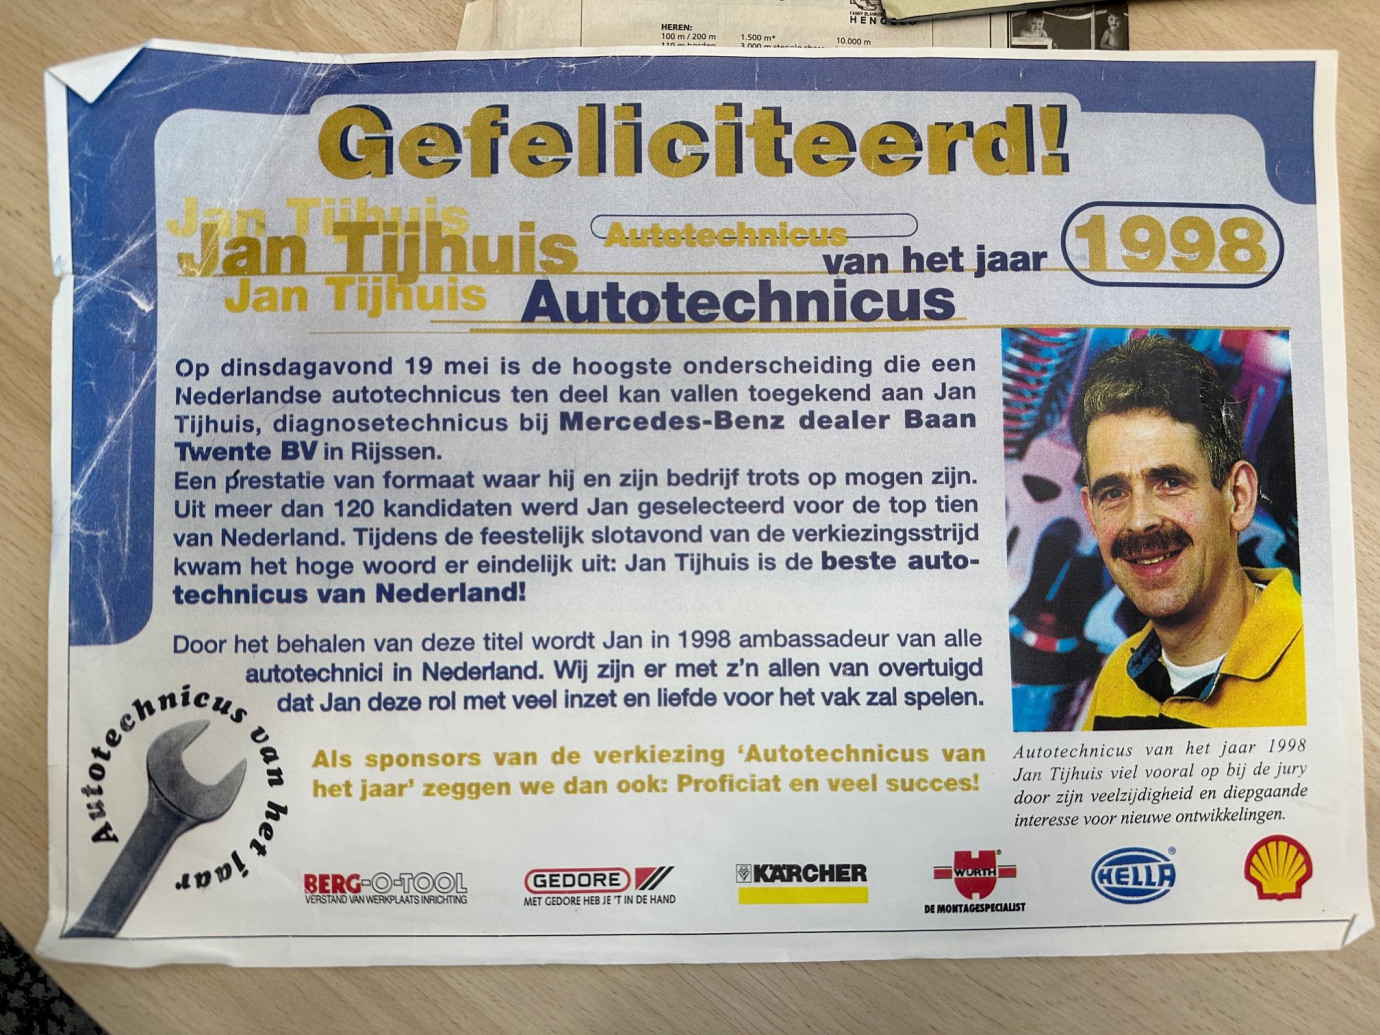 FANNY BLANKERS
HENGELO
HEREN:
100 m / 200 m
1.500 m*
10.000 m
110 m horden
3.000 m steeple chase
Gefeliciteerd!
Jan Tijhuis
Jan Tijhuis
Jan Tijhuis
Autotechnicus
van het jaar
1998
Autotechnicus
Op dinsdagavond 19 mei is de hoogste onderscheiding die een
Nederlandse autotechnicus ten deel kan vallen toegekend aan Jan
Tijhuis, diagnosetechnicus bij Mercedes-Benz dealer Baan
Twente BV in Rijssen.
Een prestatie van formaat waar hij en zijn bedrijf trots op mogen zijn.
Uit meer dan 120 kandidaten werd Jan geselecteerd voor de top tien
van Nederland. Tijdens de feestelijk slotavond van de verkiezingsstrijd
kwam het hoge woord er eindelijk uit: Jan Tijhuis is de beste auto-
technicus van Nederland!
Door het behalen van deze titel wordt Jan in 1998 ambassadeur van alle
autotechnici in Nederland. Wij zijn er met z'n allen van overtuigd
dat Jan deze rol met veel inzet en liefde voor het vak zal spelen.
Als sponsors van de verkiezing 'Autotechnicus van
het jaar' zeggen we dan ook: Proficiat en veel succes!
Autotechnicus van het jaar 1998
Jan Tijhuis viel vooral op bij de jury
door zijn veelzijdigheid en diepgaande
interesse voor nieuwe ontwikkelingen.
Autotechnicus van het jaar
BERG-O-TOOL
VERSTAND VAN WERKPLAATS INRICHTING
GEDORE
MET GEDORE HEB JE 'T IN DE HAND
KÄRCHER
WÜRTH
DE MONTAGESPECIALIST
HELLA